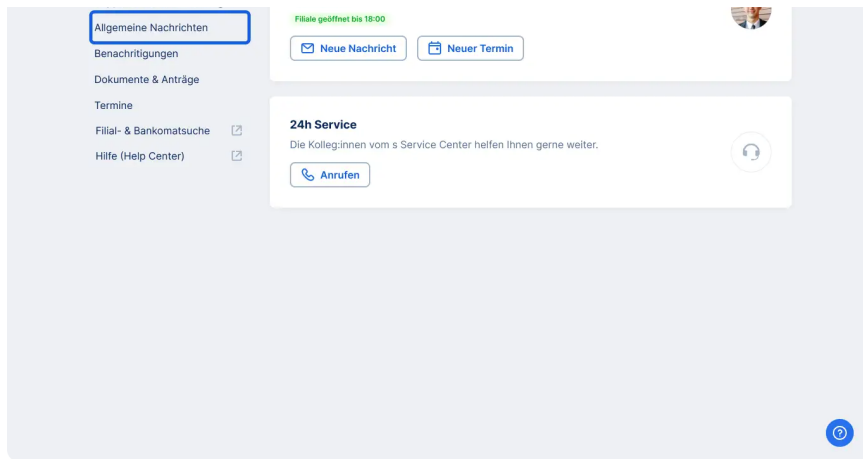 Allgemeine Nachrichten
Benachritigungen
Dokumente & Anträge
Termine
Filial- & Bankomatsuche
Hilfe (Help Center)
Filiale geöffnet bis 18:00
Neue Nachricht
Neuer Termin
24h Service
Die Kolleg:innen vom s Service Center helfen Ihnen gerne weiter.
Anrufen